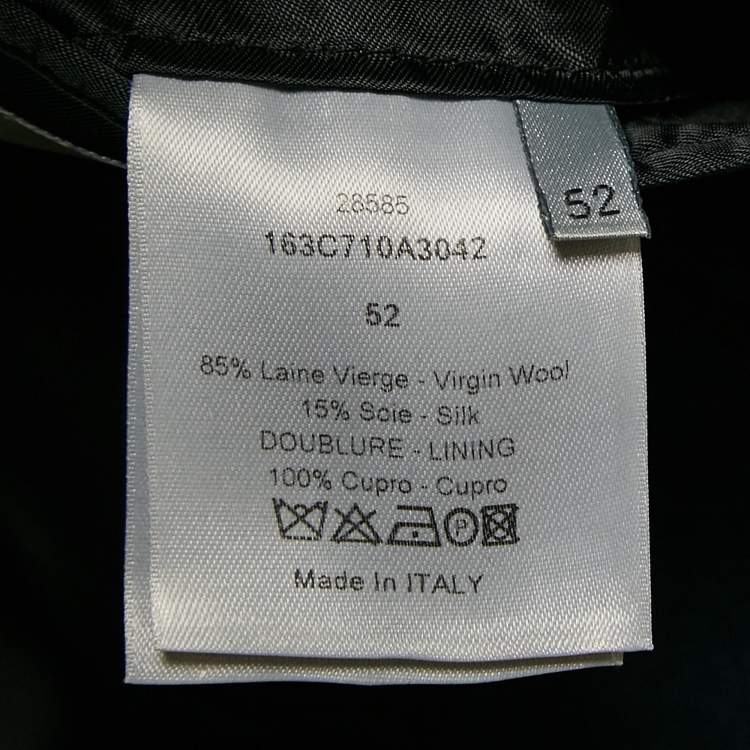 28585
163C710A3042
52
52
85% Laine Vierge - Virgin Wool
15% Soie - Silk
DOUBLURE - LINING
100% Cupro - Cupro
P
Made In ITALY